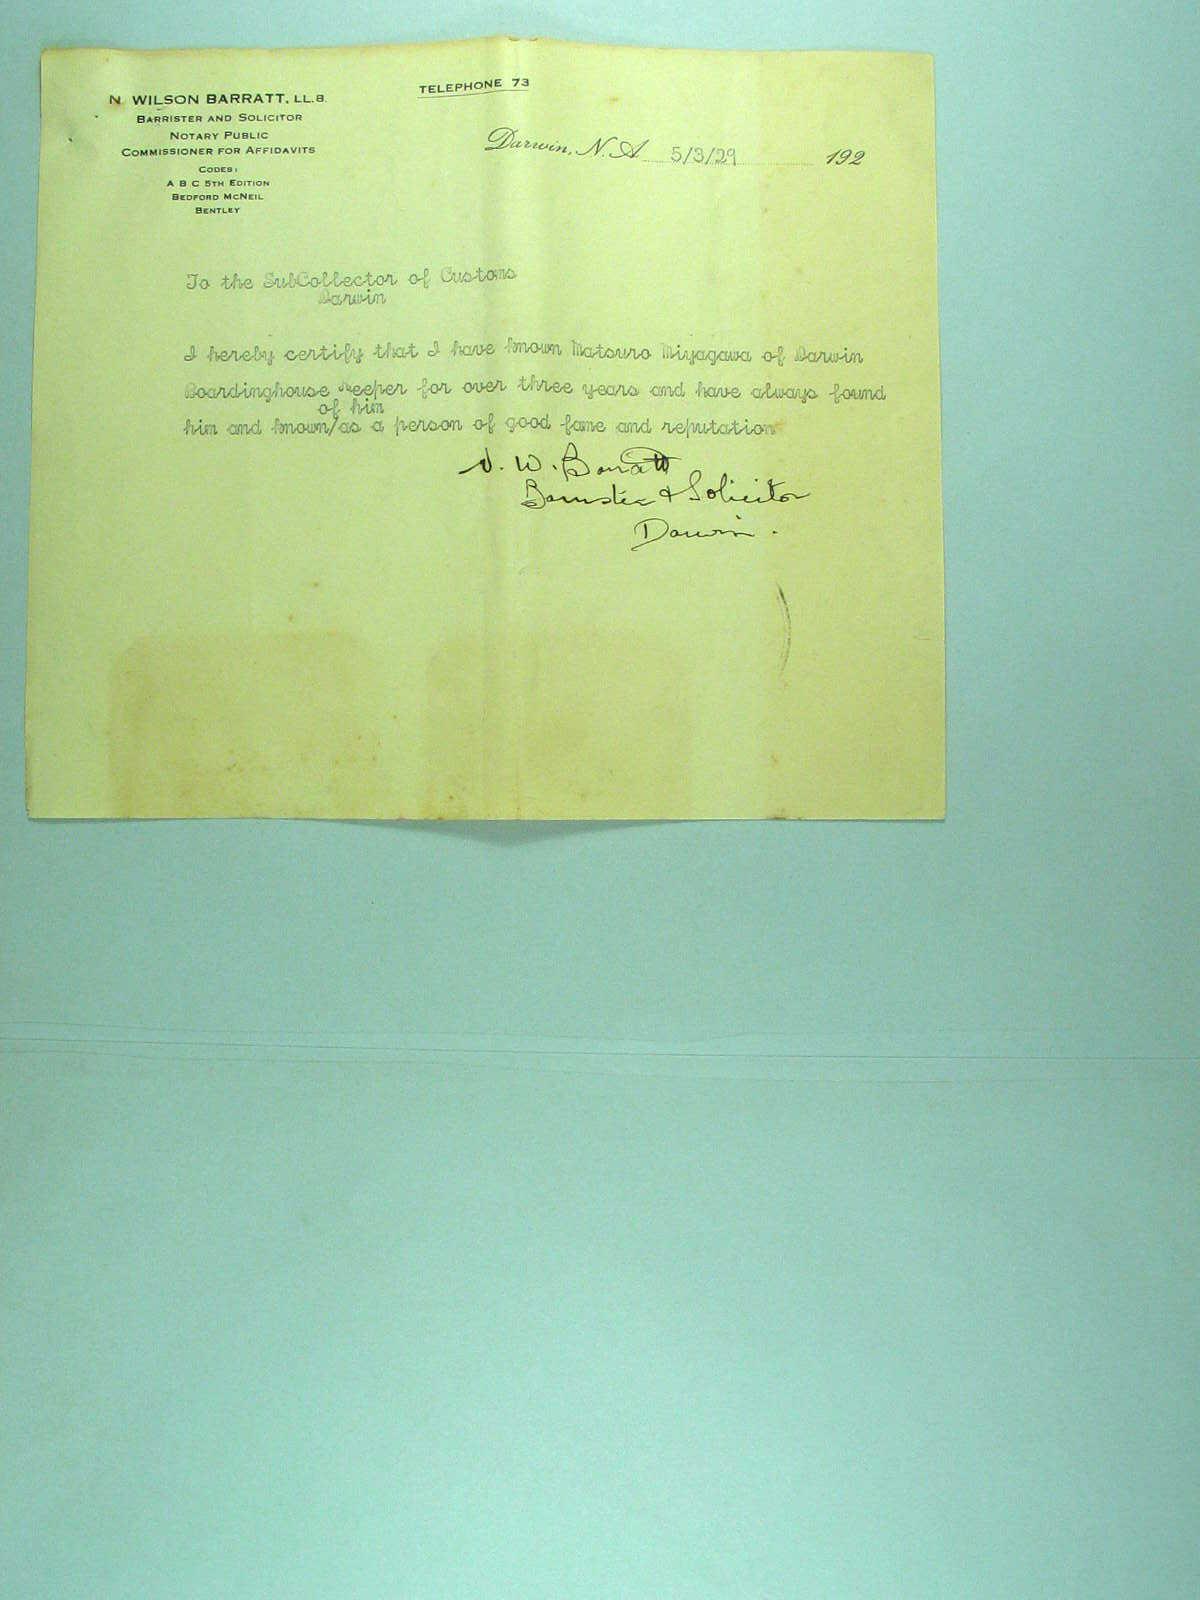 N. WILSON BARRATT, LL.B.
BARRISTER AND SOLICITOR
NOTARY PUBLIC
COMMISSIONER FOR AFFIDAVITS
CODES:
A B C 5TH EDITION
BEDFORD MCNEIL
BENTLEY
TELEPHONE 73
Darwin, N.A. 5/3/29 192
To the SubCollector of Customs
Darwin
I hereby certify that I have known Matsuro Miyagawa of Darwin
Boardinghouse Keeper for over three years and have always found
of him
him and known/as a person of good fame and reputation
N. W. Barratt
Barrister & Solicitor
Darwin.